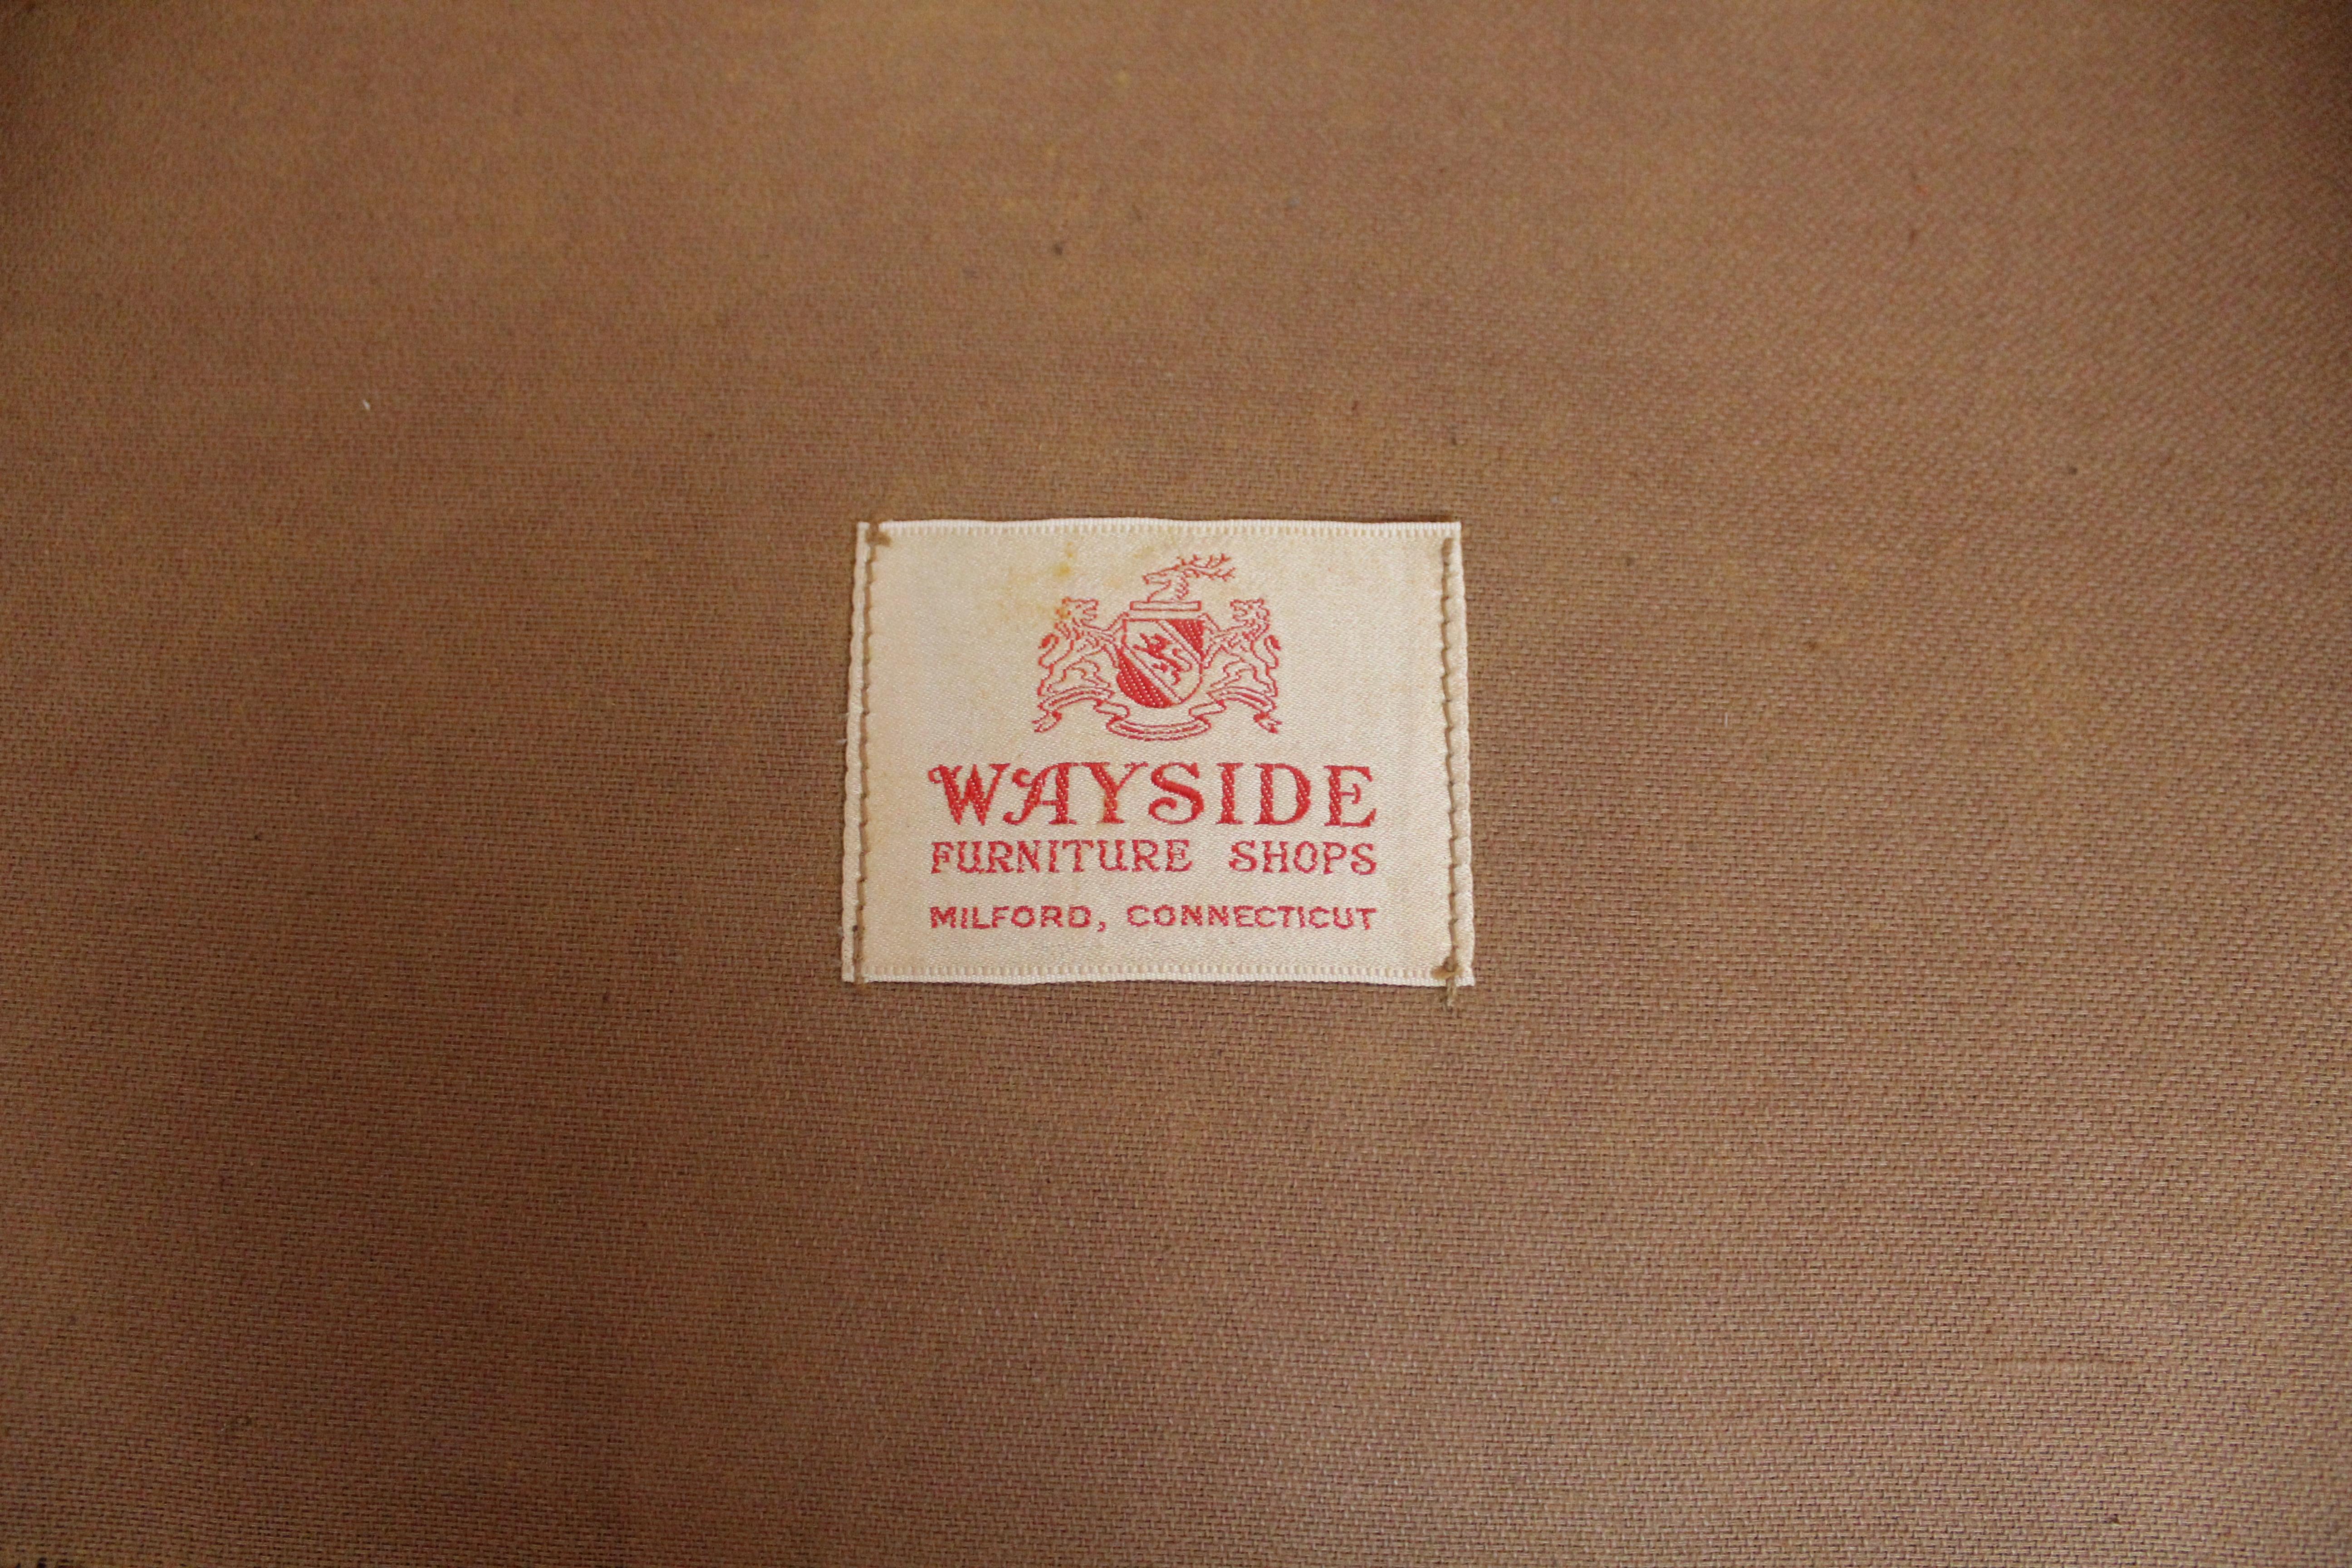 WAYSIDE
FURNITURE SHOPS
MILFORD, CONNECTICUT